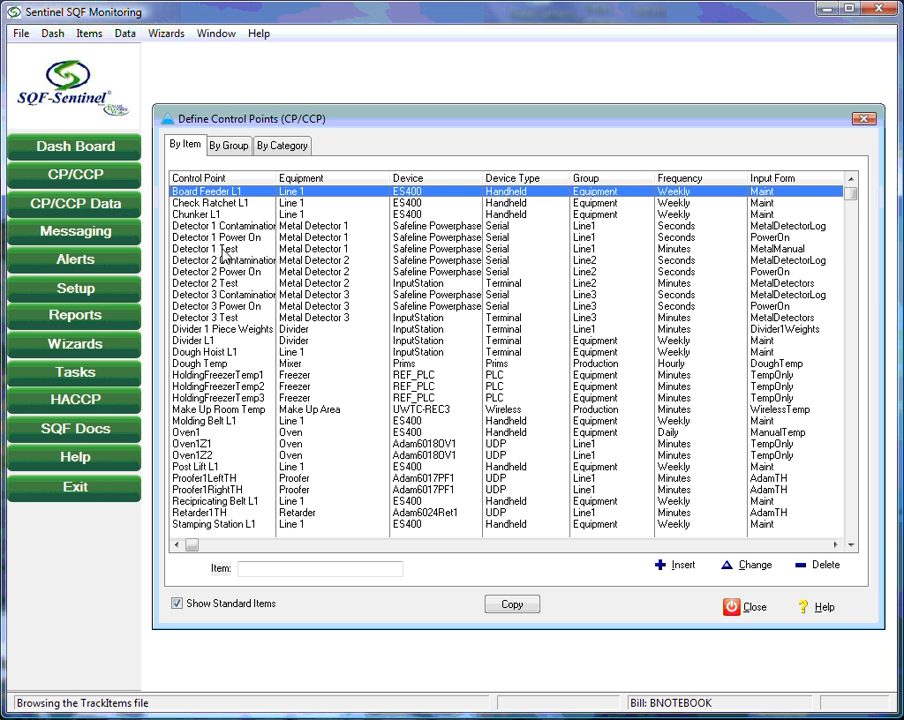 Sentinel SQF Monitoring
File Dash Items Data Wizards Window Help
SQF-Sentinel
Dash Board
CP/CCP
CP/CCP Data
Messaging
Alerts
Setup
Reports
Wizards
Tasks
HACCP
SQF Docs
Help
Exit
Define Control Points (CP/CCP)
By Item By Group By Category
Control Point Equipment Device Device Type Group Frequency Input Form
Board Feeder L1 Line 1 ES400 Handheld Equipment Weekly Maint
Check Ratchet L1 Line 1 ES400 Handheld Equipment Weekly Maint
Chunker L1 Line 1 ES400 Handheld Equipment Weekly Maint
Detector 1 Contamination Metal Detector 1 Safeline Powerphase Serial Line1 Seconds MetalDetectorLog
Detector 1 Power On Metal Detector 1 Safeline Powerphase Serial Line1 Seconds PowerOn
Detector 1 Test Metal Detector 1 Safeline Powerphase Serial Line1 Minutes MetalManual
Detector 2 Contamination Metal Detector 2 Safeline Powerphase Serial Line2 Seconds MetalDetectorLog
Detector 2 Power On Metal Detector 2 Safeline Powerphase Serial Line2 Seconds PowerOn
Detector 2 Test Metal Detector 2 InputStation Terminal Line2 Minutes MetalDetectors
Detector 3 Contamination Metal Detector 3 Safeline Powerphase Serial Line3 Seconds MetalDetectorLog
Detector 3 Power On Metal Detector 3 Safeline Powerphase Serial Line3 Seconds PowerOn
Detector 3 Test Metal Detector 3 InputStation Terminal Line3 Minutes MetalDetectors
Divider 1 Piece Weights Divider InputStation Terminal Line1 Minutes Divider1Weights
Divider L1 Divider InputStation Terminal Equipment Weekly Maint
Dough Hoist L1 Line 1 InputStation Terminal Equipment Weekly Maint
Dough Temp Mixer Prims Prims Production Hourly DoughTemp
HoldingFreezerTemp1 Freezer REF_PLC PLC Equipment Minutes TempOnly
HoldingFreezerTemp2 Freezer REF_PLC PLC Equipment Minutes TempOnly
HoldingFreezerTemp3 Freezer REF_PLC PLC Equipment Minutes TempOnly
Make Up Room Temp Make Up Area UWTC-REC3 Wireless Production Minutes WirelessTemp
Molding Belt L1 Line 1 ES400 Handheld Equipment Weekly Maint
Oven1 Oven ES400 Handheld Equipment Daily ManualTemp
Oven1Z1 Oven Adam6018OV1 UDP Line1 Minutes TempOnly
Oven1Z2 Oven Adam6018OV1 UDP Line1 Minutes TempOnly
Post Lift L1 Line 1 ES400 Handheld Equipment Weekly Maint
Proofer1LeftTH Proofer Adam6017PF1 UDP Line1 Minutes AdamTH
Proofer1RightTH Proofer Adam6017PF1 UDP Line1 Minutes AdamTH
Recipricating Belt L1 Line 1 ES400 Handheld Equipment Weekly Maint
Retarder1TH Retarder Adam6024Ret1 UDP Line1 Minutes AdamTH
Stamping Station L1 Line 1 ES400 Handheld Equipment Weekly Maint
Item:
Insert Change Delete
Show Standard Items Copy Close Help
Browsing the TrackItems file Bill: BNOTEBOOK